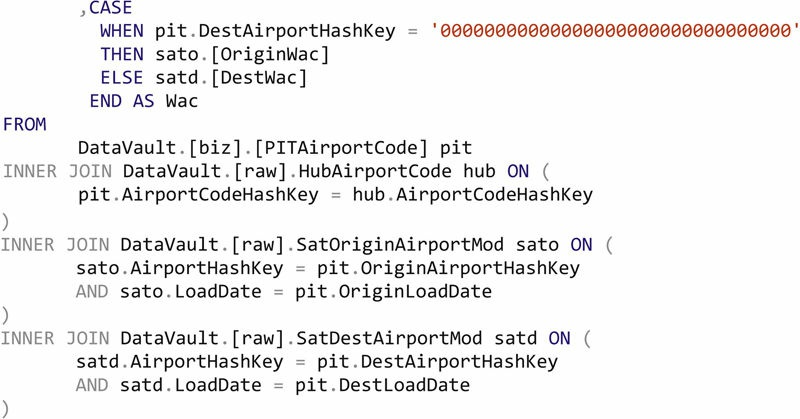 ,CASE
WHEN pit.DestAirportHashKey = '00000000000000000000000000000000'
THEN sato.[OriginWac]
ELSE satd.[DestWac]
END AS Wac
FROM
DataVault.[biz].[PITAirportCode] pit
INNER JOIN DataVault.[raw].HubAirportCode hub ON (
pit.AirportCodeHashKey = hub.AirportCodeHashKey
)
INNER JOIN DataVault.[raw].SatOriginAirportMod sato ON (
sato.AirportHashKey = pit.OriginAirportHashKey
AND sato.LoadDate = pit.OriginLoadDate
)
INNER JOIN DataVault.[raw].SatDestAirportMod satd ON (
satd.AirportHashKey = pit.DestAirportHashKey
AND satd.LoadDate = pit.DestLoadDate
)